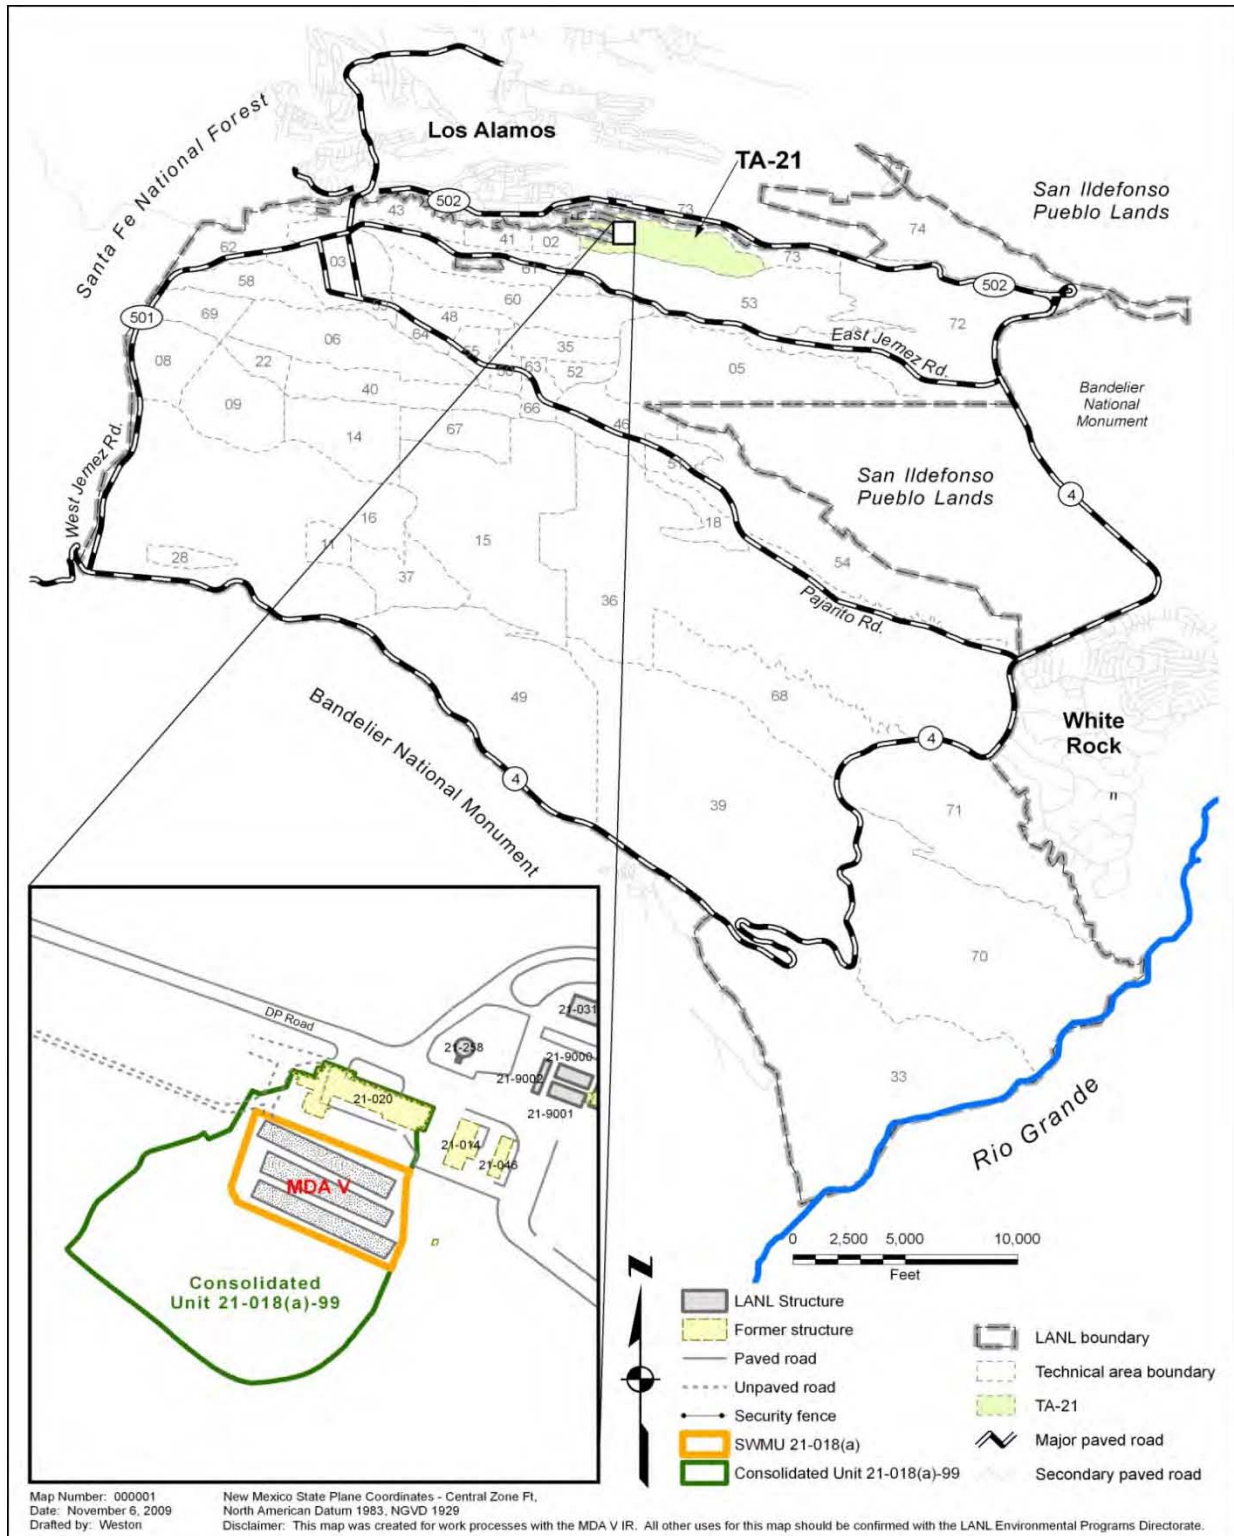 Los Alamos
Santa Fe National Forest
TA-21
San Ildefonso
Pueblo Lands
502
43
73
74
41
02
62
61
03
73
58
53
502
60
501
69
48
72
06
64
35
East Jemez Rd.
55
08
22
63
52
05
40
09
66
Bandelier
National
Monument
14
67
46
51
West Jemez Rd.
San Ildefonso
Pueblo Lands
4
16
18
11
15
28
54
37
36
Pajarito Rd.
49
68
Bandelier National Monument
White
Rock
4
4
39
71
70
33
Rio Grande
DP Road
21-031
21-258
21-9000
21-9002
21-020
21-9001
21-014
21-046
MDA V
Consolidated
Unit 21-018(a)-99
0 2,500 5,000 10,000
Feet
N
LANL Structure
Former structure
Paved road
Unpaved road
Security fence
SWMU 21-018(a)
Consolidated Unit 21-018(a)-99
LANL boundary
Technical area boundary
TA-21
Major paved road
Secondary paved road
Map Number: 000001
Date: November 6, 2009
Drafted by: Weston
New Mexico State Plane Coordinates - Central Zone Ft,
North American Datum 1983, NGVD 1929
Disclaimer: This map was created for work processes with the MDA V IR. All other uses for this map should be confirmed with the LANL Environmental Programs Directorate.